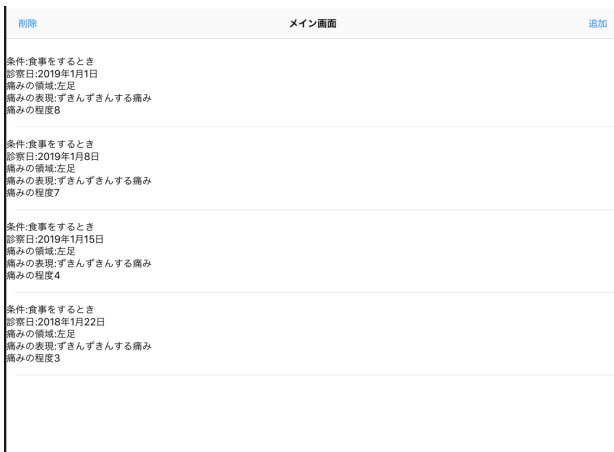 削除 メイン画面 追加
条件:食事をするとき
診察日:2019年1月1日
痛みの領域:左足
痛みの表現:ずきんずきんする痛み
痛みの程度8
条件:食事をするとき
診察日:2019年1月8日
痛みの領域:左足
痛みの表現:ずきんずきんする痛み
痛みの程度7
条件:食事をするとき
診察日:2019年1月15日
痛みの領域:左足
痛みの表現:ずきんずきんする痛み
痛みの程度4
条件:食事をするとき
診察日:2018年1月22日
痛みの領域:左足
痛みの表現:ずきんずきんする痛み
痛みの程度3